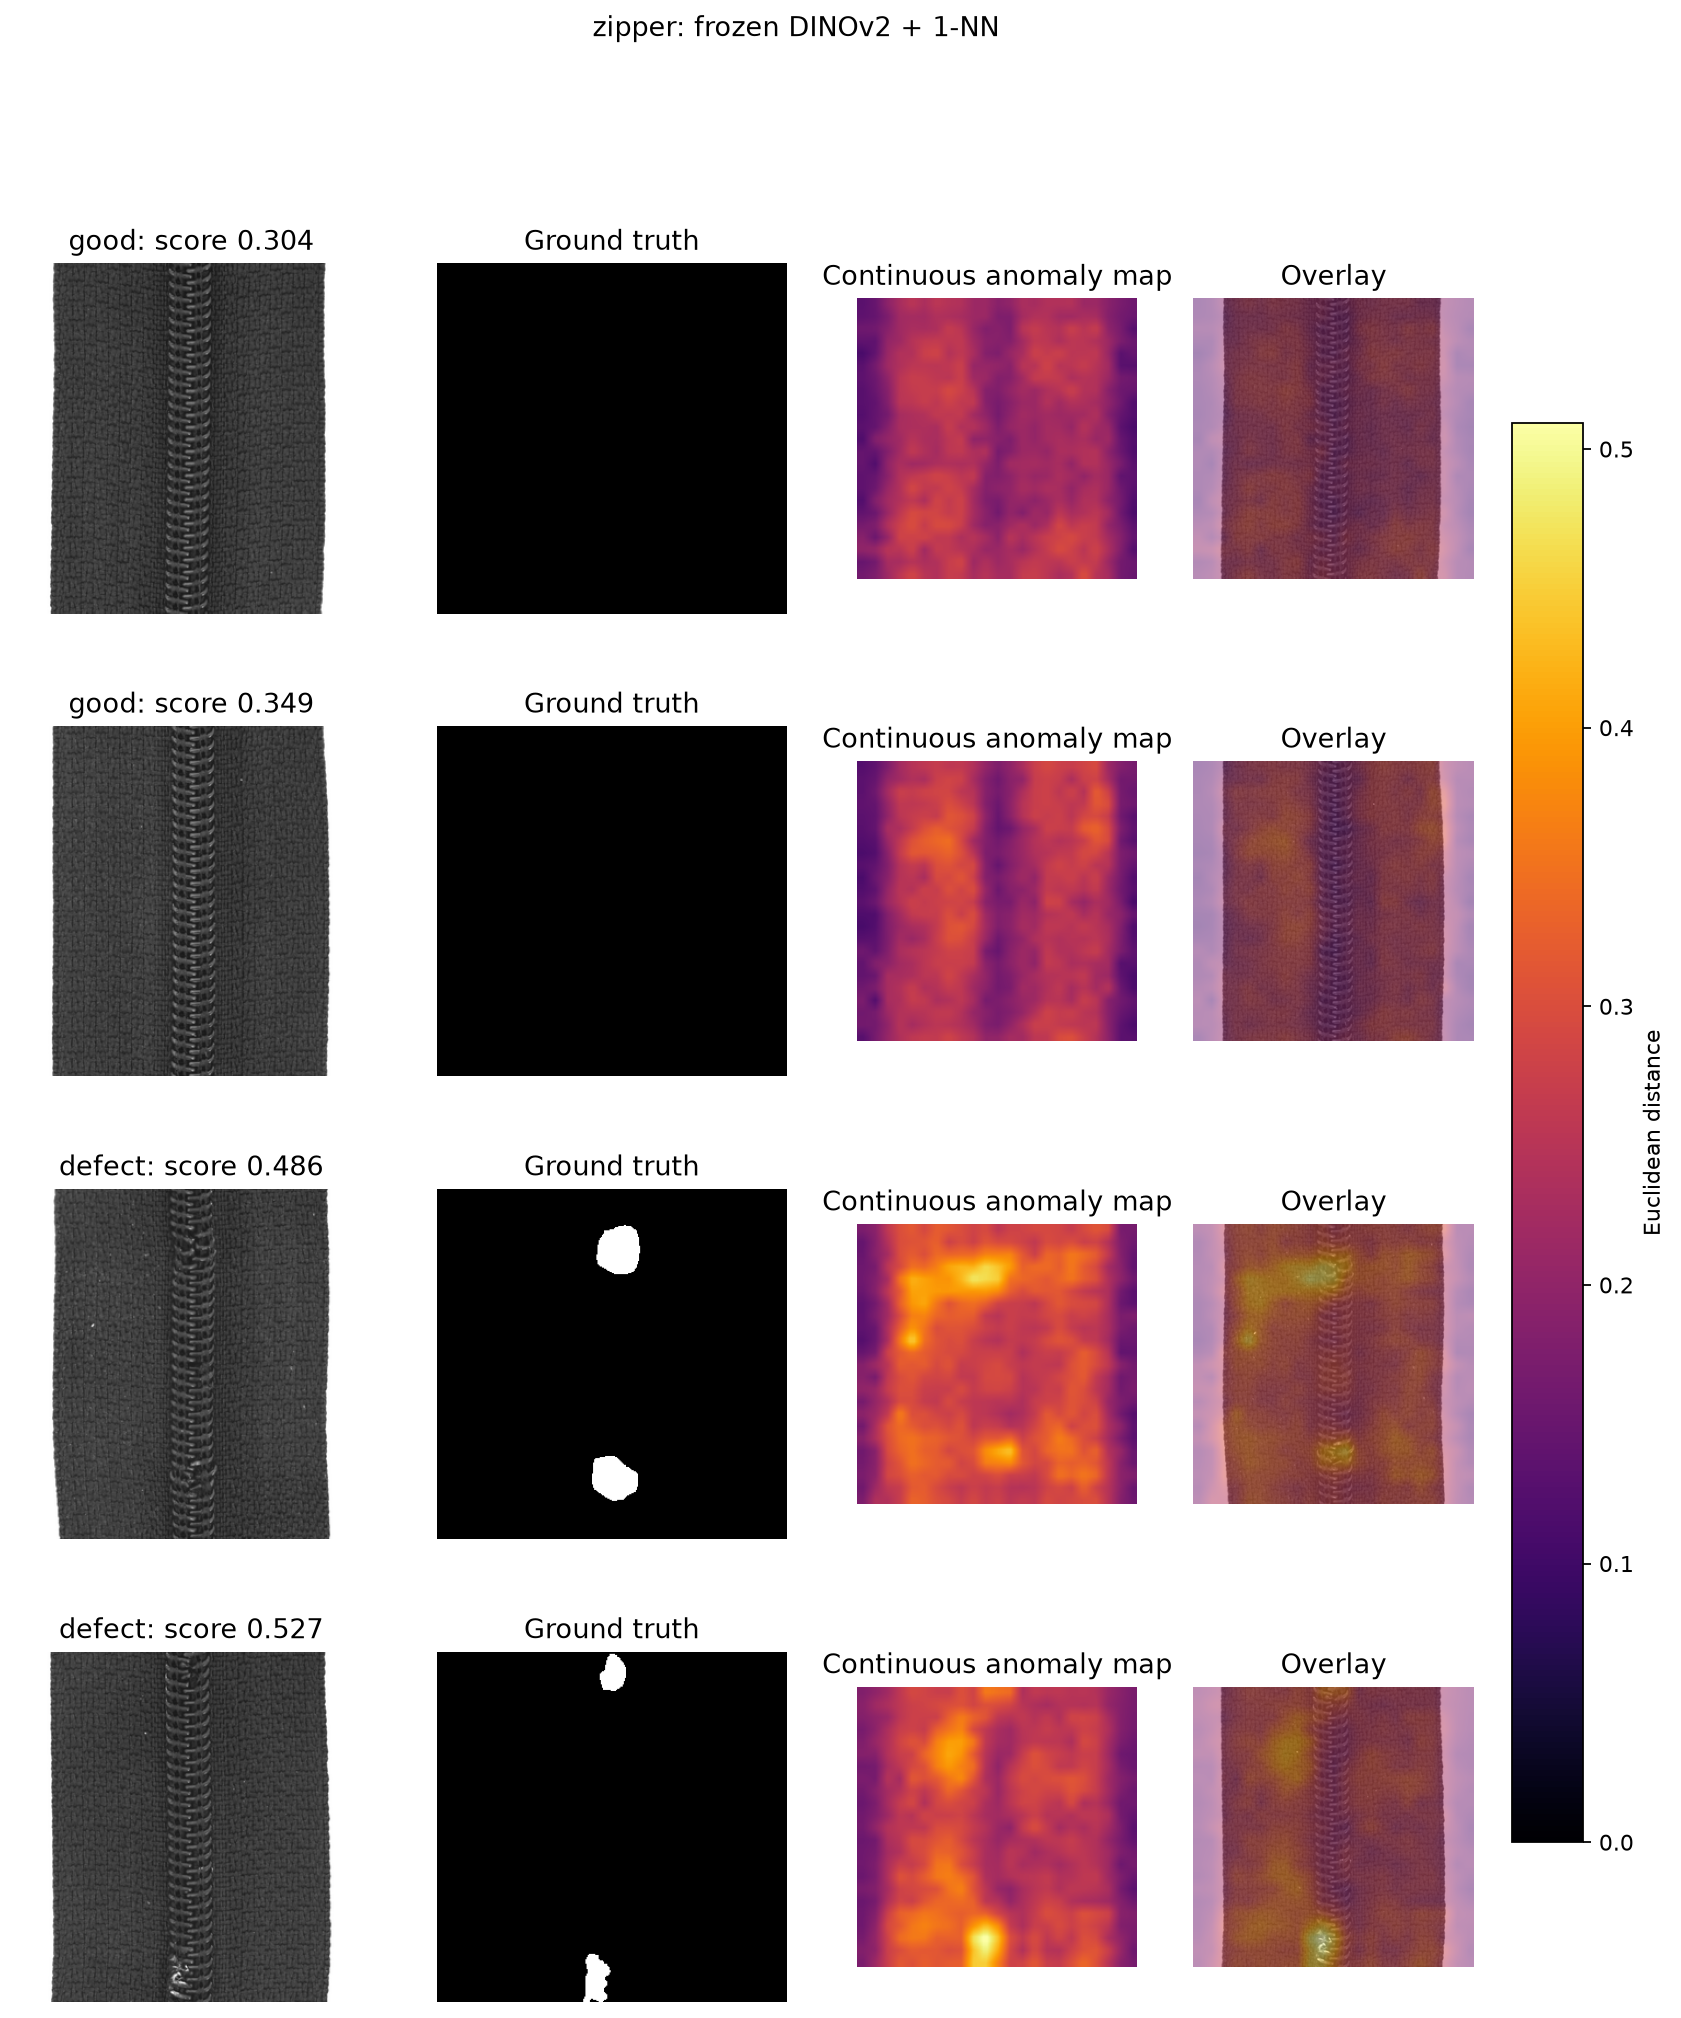 zipper: frozen DINOv2 + 1-NN
good: score 0.304
Ground truth
Continuous anomaly map
Overlay
good: score 0.349
Ground truth
Continuous anomaly map
Overlay
defect: score 0.486
Ground truth
Continuous anomaly map
Overlay
defect: score 0.527
Ground truth
Continuous anomaly map
Overlay
0.5
0.4
0.3
0.2
0.1
0.0
Euclidean distance